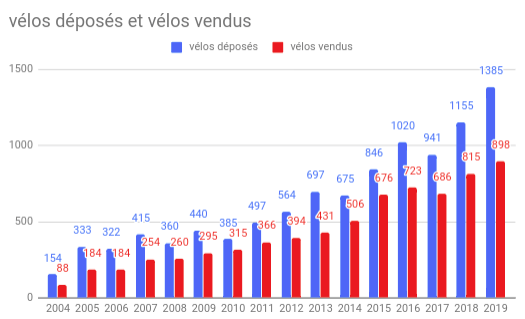 vélos déposés et vélos vendus
vélos déposés vélos vendus
1500
1000
500
0
154 333 322 415 360 440 385 497 564 697 675 846 1020 941 1155 1385
88 184 184 254 260 295 315 366 394 431 506 676 723 686 815 898
2004 2005 2006 2007 2008 2009 2010 2011 2012 2013 2014 2015 2016 2017 2018 2019